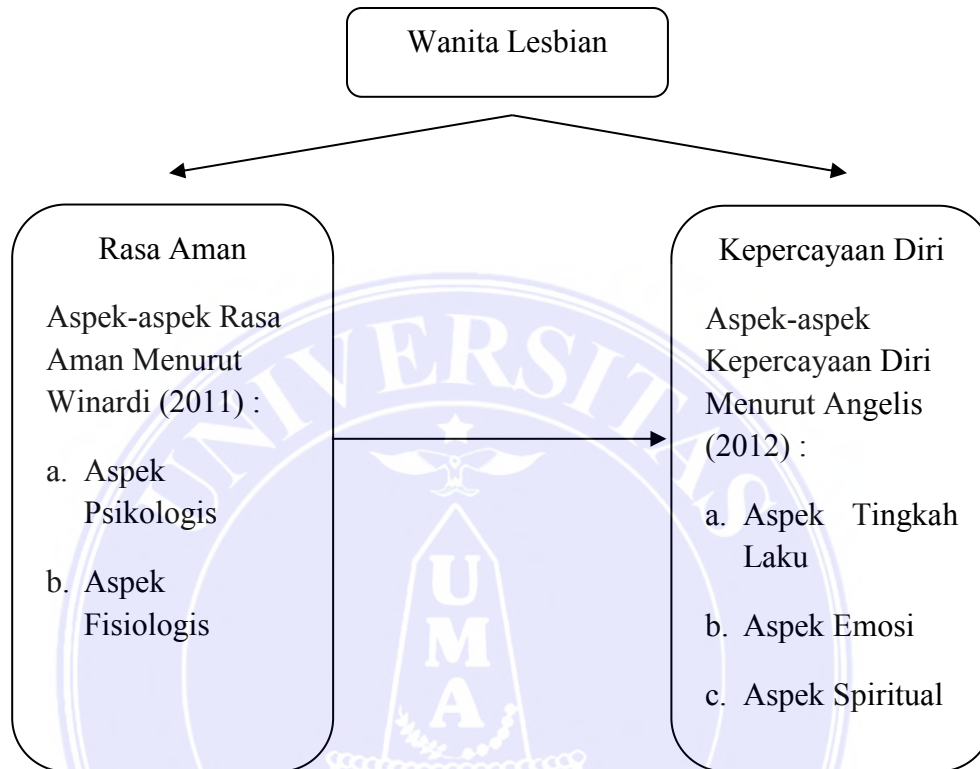 Wanita Lesbian
Rasa Aman
Aspek-aspek Rasa
Aman Menurut
Winardi (2011) :
a. Aspek
Psikologis
b. Aspek
Fisiologis
Kepercayaan Diri
Aspek-aspek
Kepercayaan Diri
Menurut Angelis
(2012) :
a. Aspek Tingkah
Laku
b. Aspek Emosi
c. Aspek Spiritual
UNIVERSITAS
U
M
A